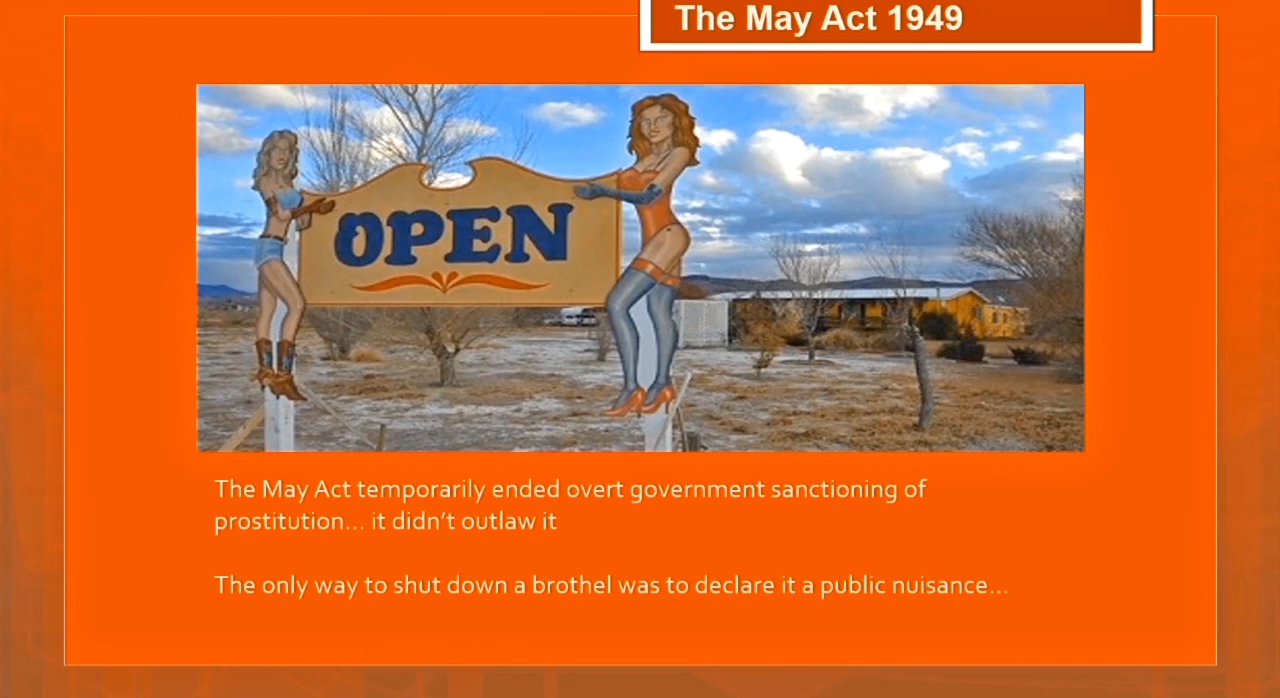 The May Act 1949
OPEN
The May Act temporarily ended overt government sanctioning of
prostitution... it didn't outlaw it
The only way to shut down a brothel was to declare it a public nuisance...